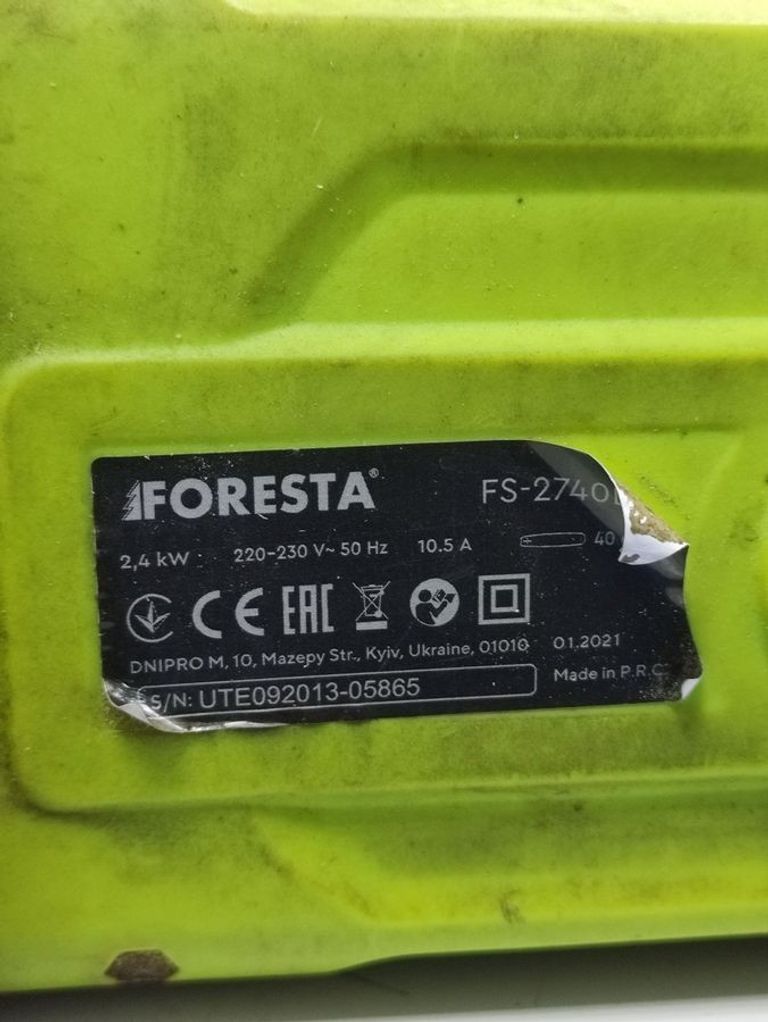 FORESTA®
FS-2740
2,4 kW 220-230 V~ 50 Hz 10.5 A 40
CE EAC
DNIPRO M, 10, Mazepy Str., Kyiv, Ukraine, 01010 01.2021
S/N: UTE092013-05865 Made in P.R.C